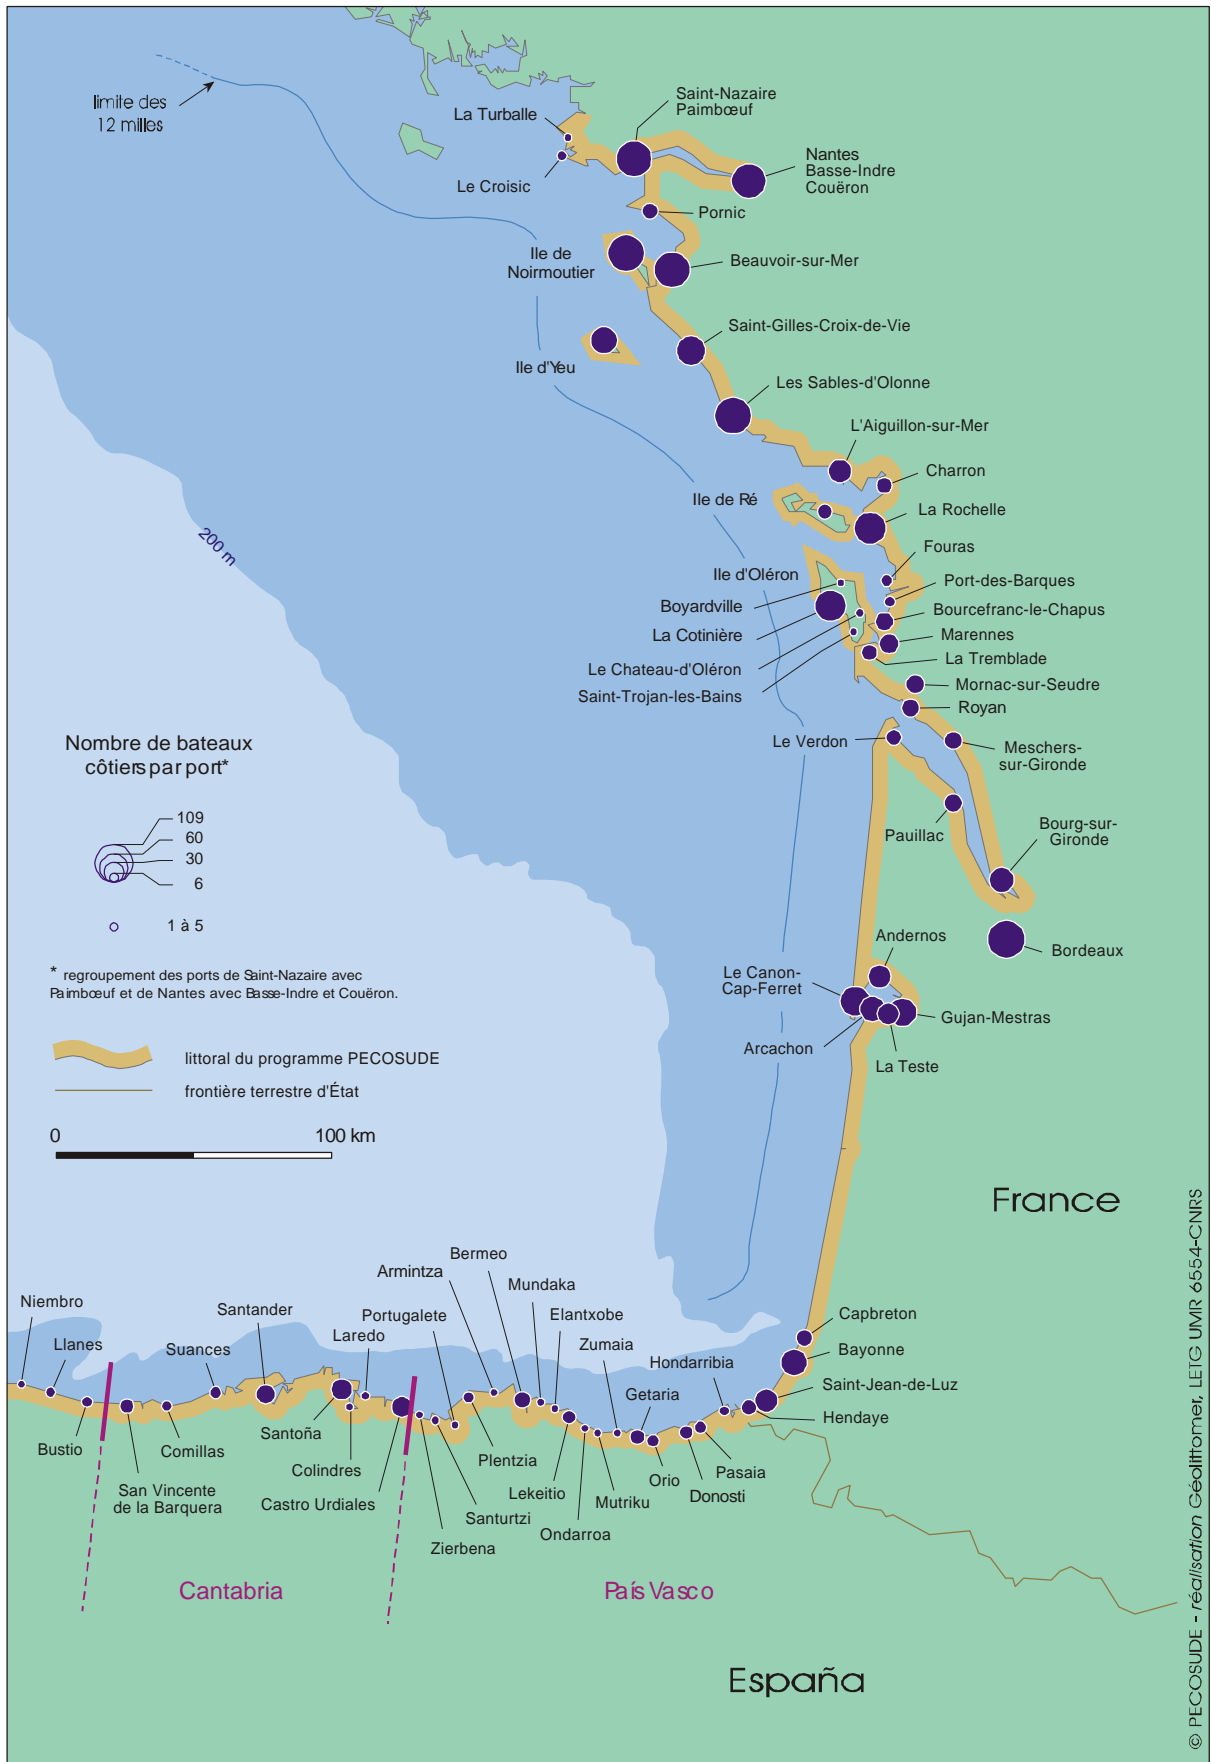 limite des
12 milles
La Turballe
Saint-Nazaire
Paimbœuf
Le Croisic
Nantes
Basse-Indre
Couëron
Pornic
Ile de
Noirmoutier
Beauvoir-sur-Mer
Saint-Gilles-Croix-de-Vie
Ile d'Yeu
Les Sables-d'Olonne
L'Aiguillon-sur-Mer
Charron
Ile de Ré
La Rochelle
200 m
Fouras
Ile d'Oléron
Port-des-Barques
Boyardville
Bourcefranc-le-Chapus
La Cotinière
Marennes
Le Chateau-d'Oléron
La Tremblade
Saint-Trojan-les-Bains
Mornac-sur-Seudre
Royan
Le Verdon
Meschers-
sur-Gironde
Pauillac
Bourg-sur-
Gironde
Nombre de bateaux
côtiers par port*
109
60
30
6
1 à 5
* regroupement des ports de Saint-Nazaire avec
Paimbœuf et de Nantes avec Basse-Indre et Couëron.
Andernos
Bordeaux
Le Canon-
Cap-Ferret
Gujan-Mestras
Arcachon
La Teste
littoral du programme PECOSUDE
frontière terrestre d'État
0 100 km
France
Niembro
Llanes
Suances
Santander
Laredo
Portugalete
Armintza
Bermeo
Mundaka
Elantxobe
Zumaia
Getaria
Hondarribia
Capbreton
Bayonne
Saint-Jean-de-Luz
Hendaye
Bustio
San Vincente
de la Barquera
Comillas
Santoña
Colindres
Castro Urdiales
Zierbena
Santurtzi
Plentzia
Lekeitio
Ondarroa
Mutriku
Orio
Donosti
Pasaia
Cantabria
País Vasco
España
© PECOSUDE - réalisation Géolittomer, LETG UMR 6554-CNRS